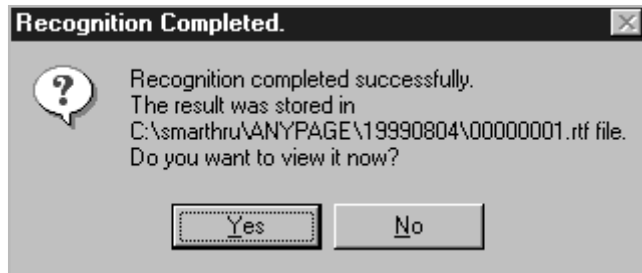 Recognition Completed.
Recognition completed successfully.
The result was stored in
C:\smarthru\ANYPAGE\19990804\00000001.rtf file.
Do you want to view it now?
Yes
No